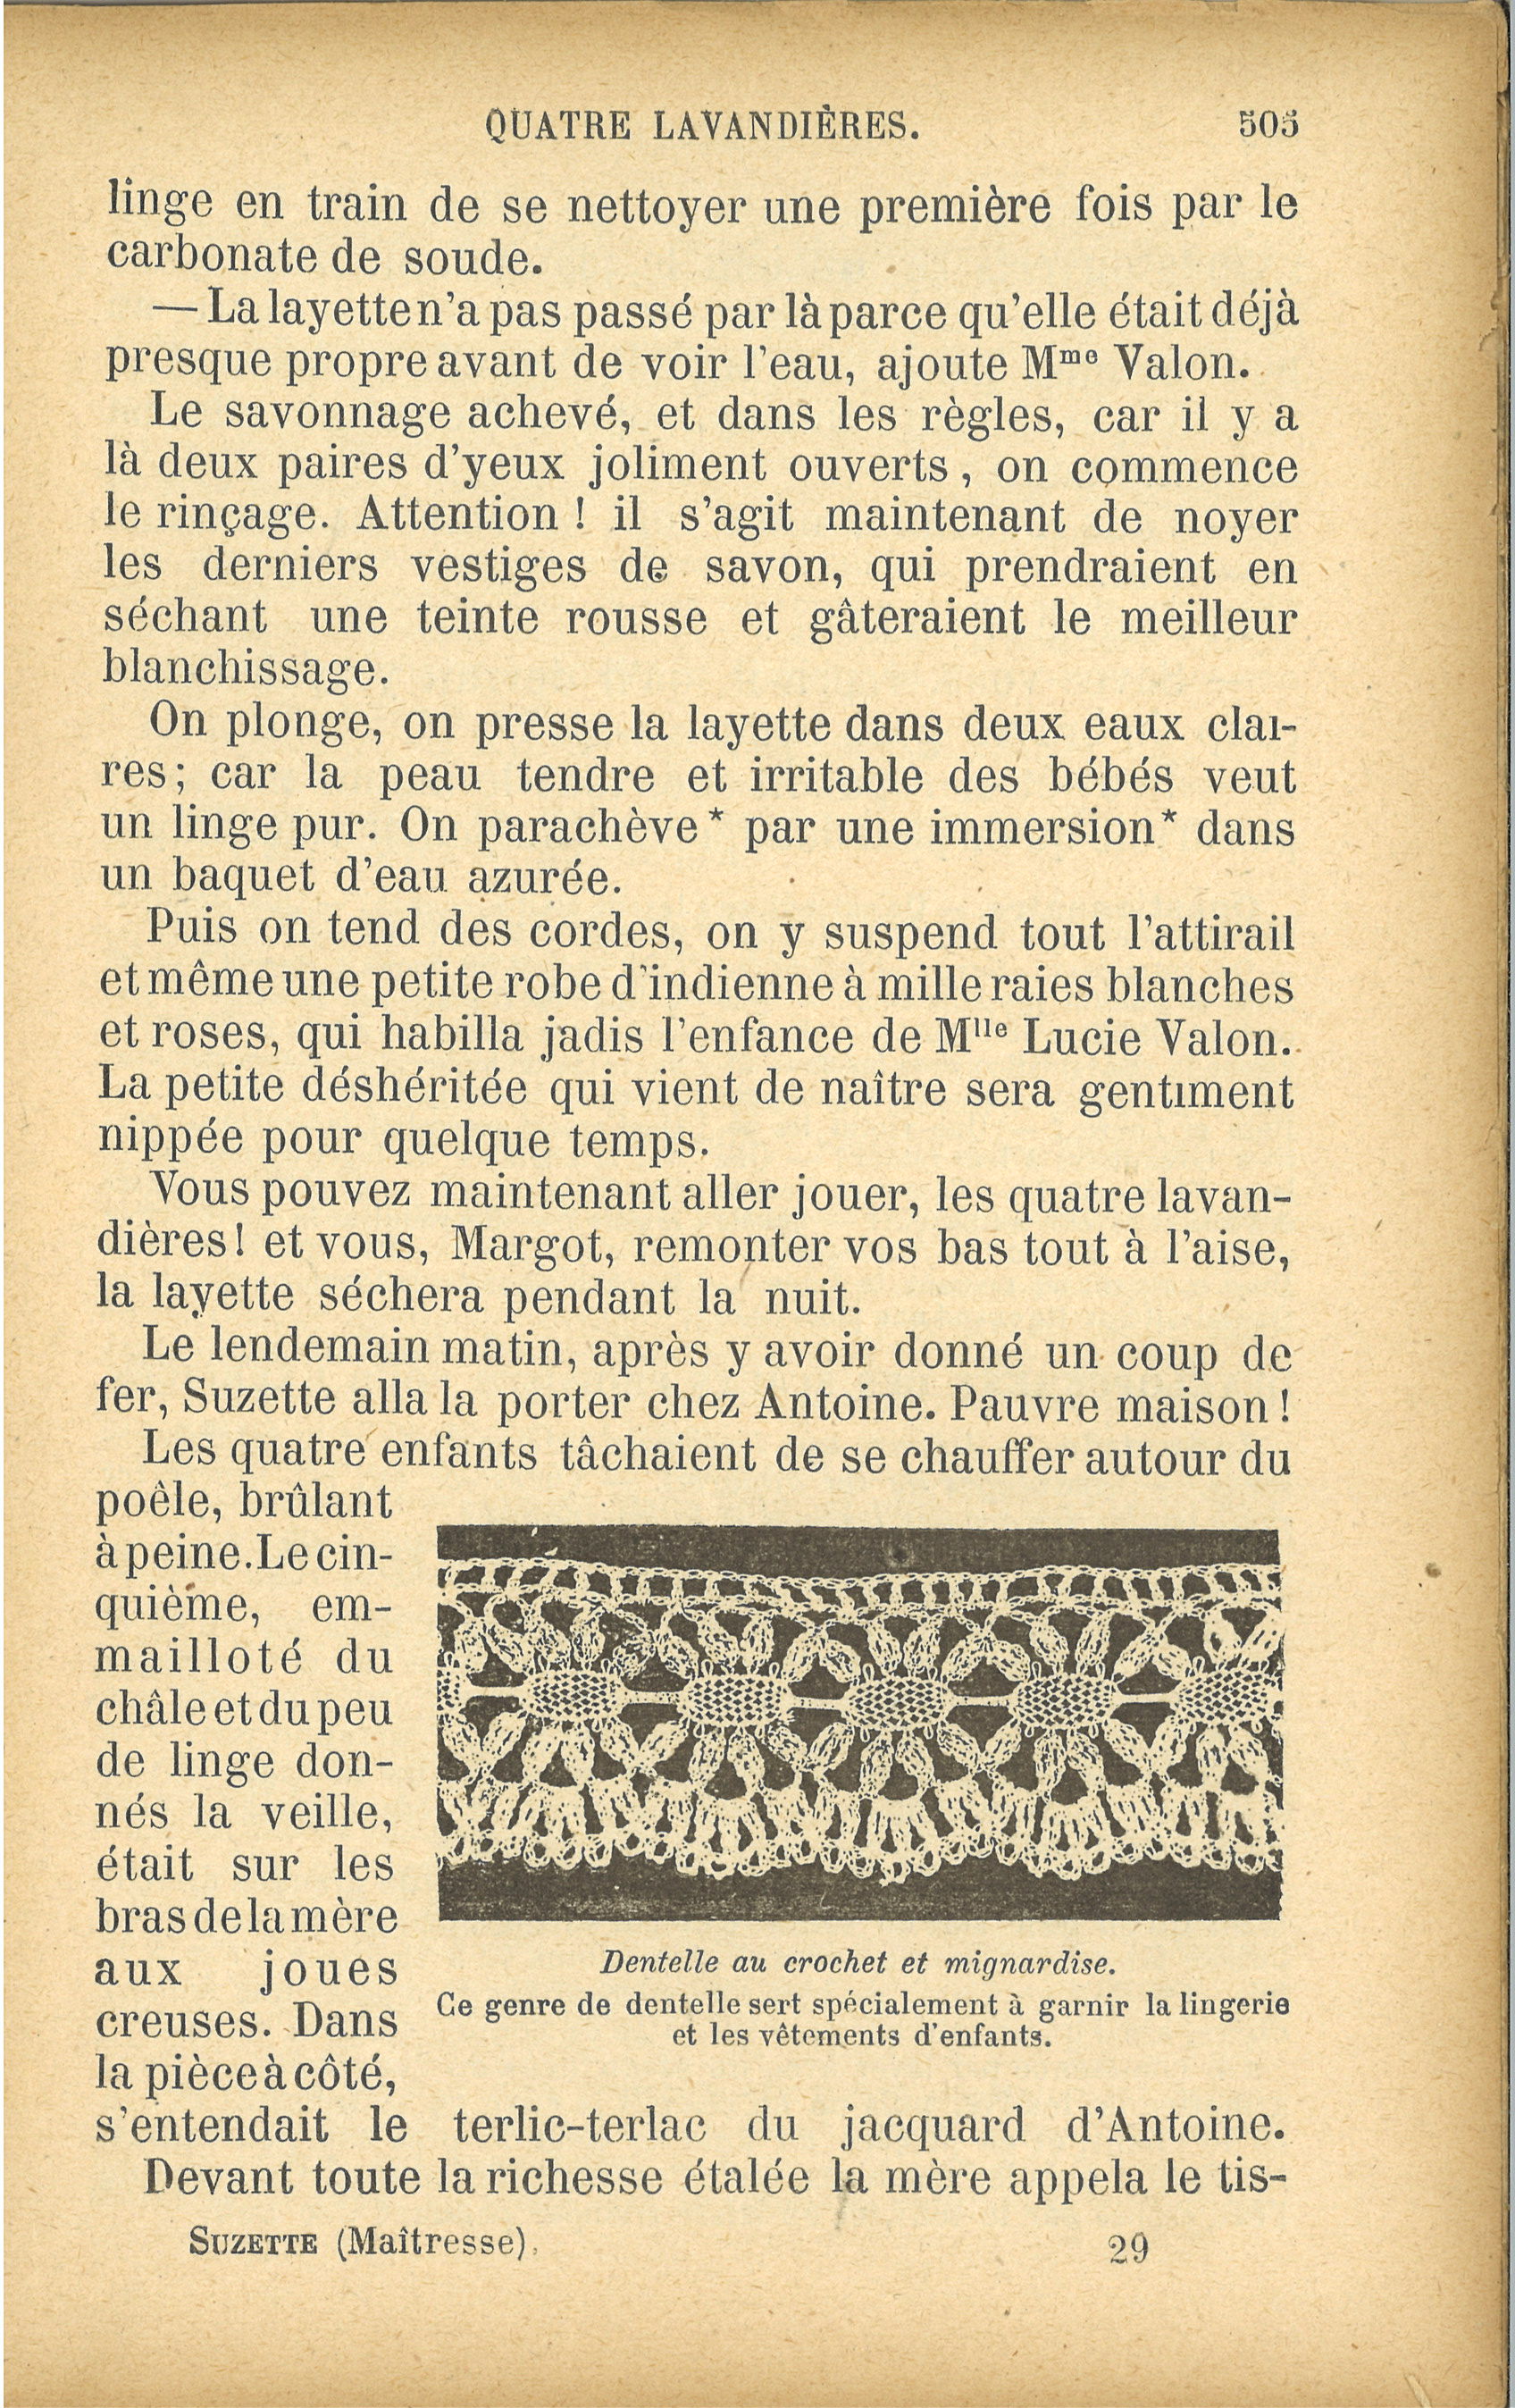 QUATRE LAVANDIÈRES. 505
linge en train de se nettoyer une première fois par le
carbonate de soude.
— La layette n'a pas passé par là parce qu'elle était déjà
presque propre avant de voir l'eau, ajoute Mme Valon.
Le savonnage achevé, et dans les règles, car il y a
là deux paires d'yeux joliment ouverts, on commence
le rinçage. Attention ! il s'agit maintenant de noyer
les derniers vestiges de savon, qui prendraient en
séchant une teinte rousse et gâteraient le meilleur
blanchissage.
On plonge, on presse la layette dans deux eaux clai-
res; car la peau tendre et irritable des bébés veut
un linge pur. On parachève* par une immersion* dans
un baquet d'eau azurée.
Puis on tend des cordes, on y suspend tout l'attirail
et même une petite robe d'indienne à mille raies blanches
et roses, qui habilla jadis l'enfance de Mlle Lucie Valon.
La petite déshéritée qui vient de naître sera gentiment
nippée pour quelque temps.
Vous pouvez maintenant aller jouer, les quatre lavan-
dières! et vous, Margot, remonter vos bas tout à l'aise,
la layette séchera pendant la nuit.
Le lendemain matin, après y avoir donné un coup de
fer, Suzette alla la porter chez Antoine. Pauvre maison !
Les quatre enfants tâchaient de se chauffer autour du
poêle, brûlant
à peine. Le cin-
quième, em-
mailloté du
châle et du peu
de linge don-
nés la veille,
était sur les
bras de la mère
aux joues
creuses. Dans
la pièce à côté,
Dentelle au crochet et mignardise.
Ce genre de dentelle sert spécialement à garnir la lingerie
et les vêtements d'enfants.
s'entendait le terlic-terlac du jacquard d'Antoine.
Devant toute la richesse étalée la mère appela le tis-
SUZETTE (Maîtresse). 29